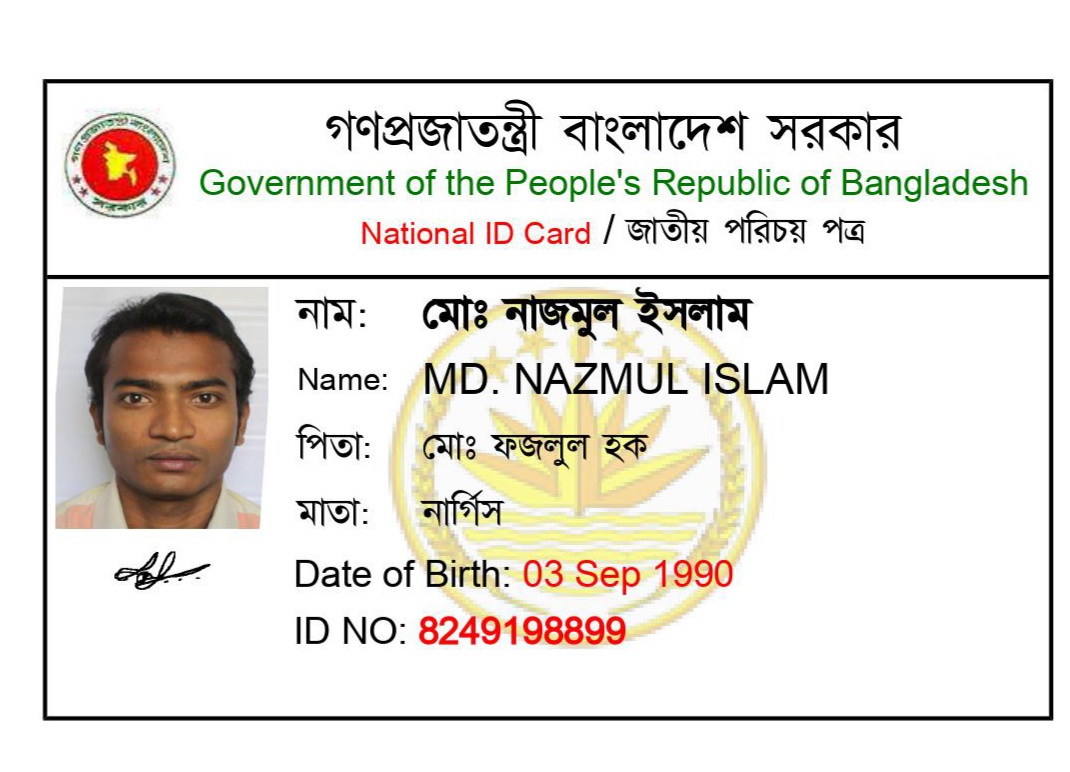 গণপ্রজাতন্ত্রী বাংলাদেশ সরকার
Government of the People's Republic of Bangladesh
National ID Card / জাতীয় পরিচয় পত্র
নাম: মোঃ নাজমুল ইসলাম
Name: MD. NAZMUL ISLAM
পিতা: মোঃ ফজলুল হক
মাতা: নার্গিস
Date of Birth: 03 Sep 1990
ID NO: 8249198899